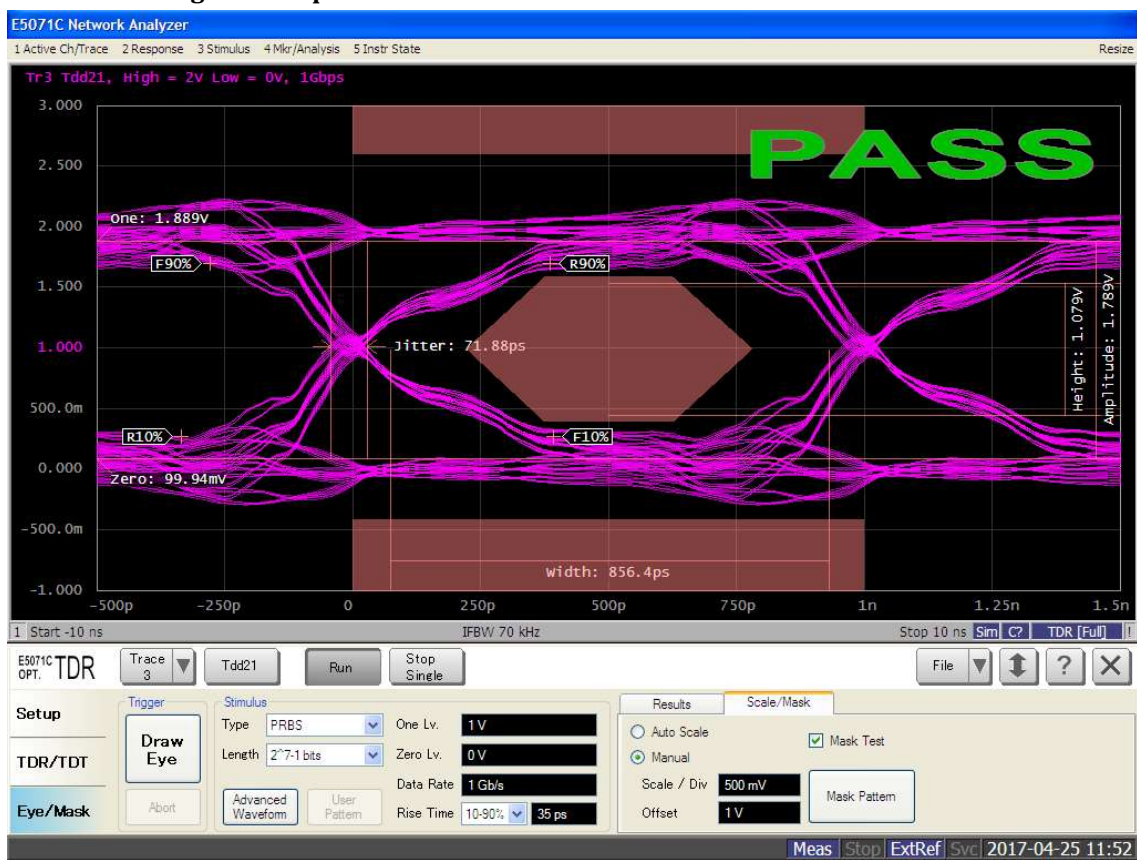 E5071C Network Analyzer
1 Active Ch/Trace 2 Response 3 Stimulus 4 Mkr/Analysis 5 Instr State Resize
Tr3 Tdd21, High = 2V Low = 0V, 1Gbps
3.000
PASS
2.500
One: 1.889V
2.000
F90% R90%
1.500
Jitter: 71.88ps
1.000
Height: 1.079V
Amplitude: 1.789V
500.0m
R10% F10%
0.000
Zero: 99.94mV
-500.0m
Width: 856.4ps
-1.000
-500p -250p 0 250p 500p 750p 1n 1.25n 1.5n
1 Start -10 ns IFBW 70 kHz Stop 10 ns Sim C? TDR [Full] !
E5071C OPT. TDR Trace 3 Tdd21 Run Stop Single File ? X
Setup
TDR/TDT
Eye/Mask
Trigger
Draw Eye
Abort
Stimulus
Type PRBS One Lv. 1 V
Length 2^7-1 bits Zero Lv. 0 V
Data Rate 1 Gb/s
Advanced Waveform User Pattern Rise Time 10-90% 35 ps
Results Scale/Mask
Auto Scale Mask Test
Manual
Scale / Div 500 mV Mask Pattern
Offset 1 V
Meas Stop ExtRef Svc 2017-04-25 11:52